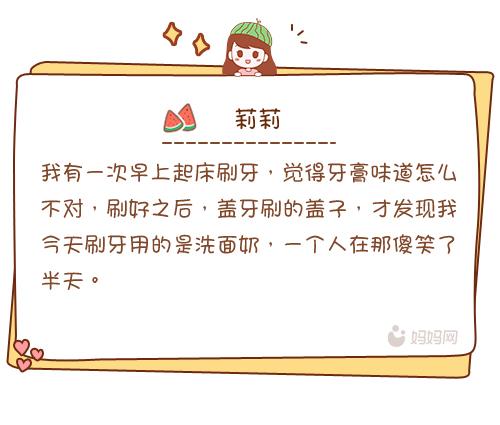 莉莉
我有一次早上起床刷牙，觉得牙膏味道怎么
不对，刷好之后，盖牙刷的盖子，才发现我
今天刷牙用的是洗面奶，一个人在那傻笑了
半天。
妈妈网